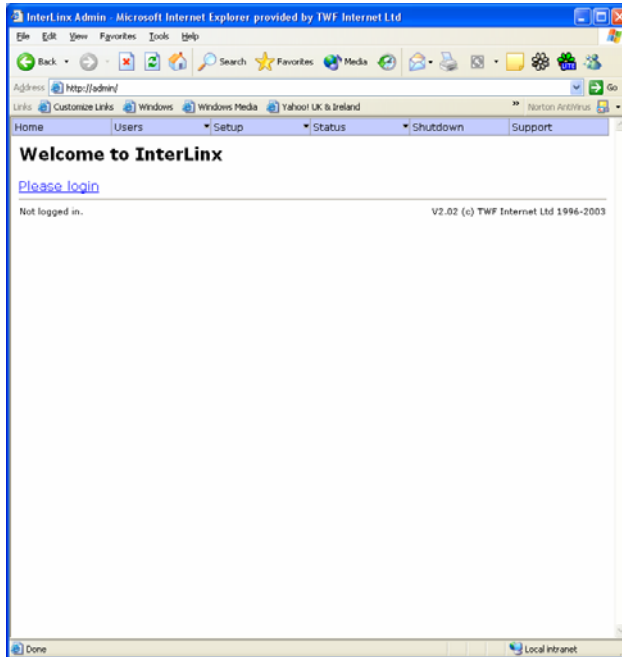 InterLinx Admin - Microsoft Internet Explorer provided by TWF Internet Ltd
File Edit View Favorites Tools Help
Back Search Favorites Media
Address http://admin/ Go
Links Customize Links Windows Windows Media Yahoo! UK & Ireland » Norton AntiVirus
Home Users Setup Status Shutdown Support
Welcome to InterLinx
Please login
Not logged in. V2.02 (c) TWF Internet Ltd 1996-2003
Done Local intranet